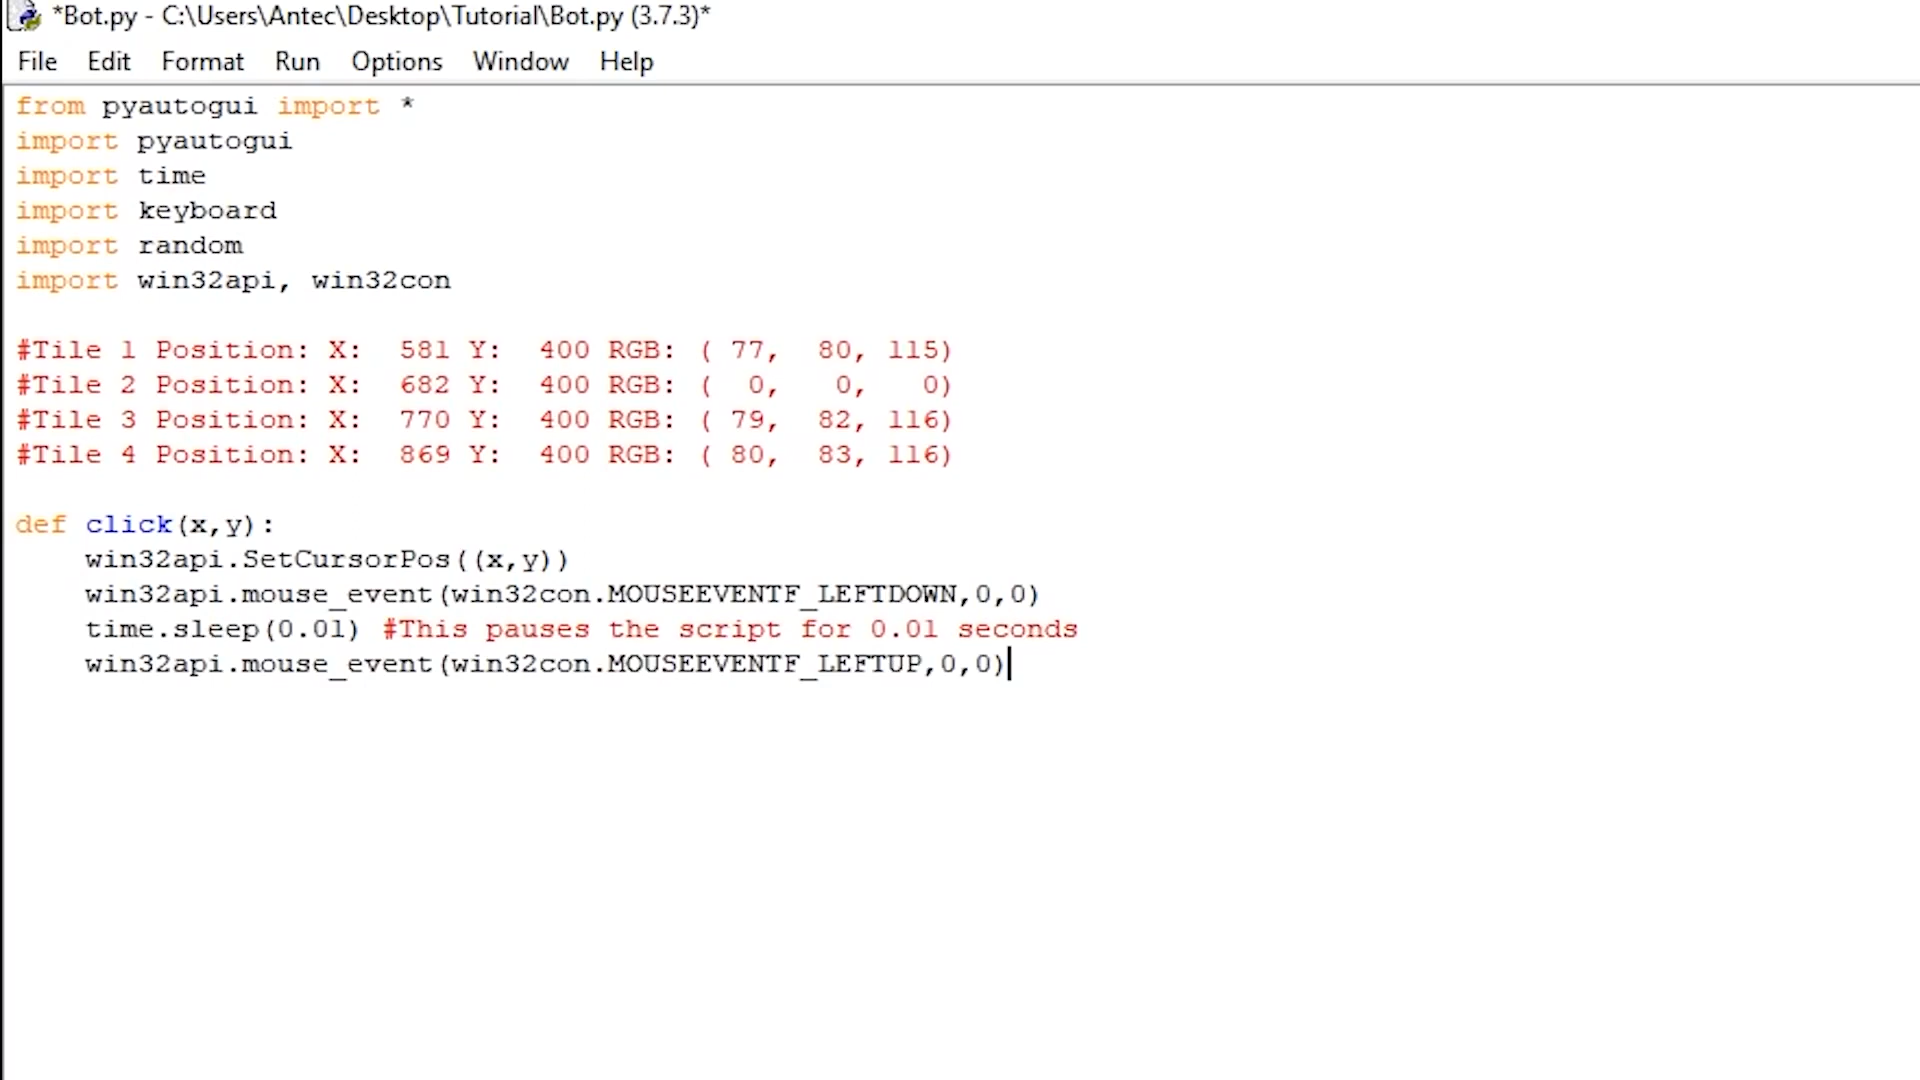 *Bot.py - C:\Users\Antec\Desktop\Tutorial\Bot.py (3.7.3)*
File Edit Format Run Options Window Help
from pyautogui import *
import pyautogui
import time
import keyboard
import random
import win32api, win32con
#Tile 1 Position: X:  581 Y:  400 RGB: ( 77,  80, 115)
#Tile 2 Position: X:  682 Y:  400 RGB: (  0,   0,   0)
#Tile 3 Position: X:  770 Y:  400 RGB: ( 79,  82, 116)
#Tile 4 Position: X:  869 Y:  400 RGB: ( 80,  83, 116)
def click(x,y):
    win32api.SetCursorPos((x,y))
    win32api.mouse_event(win32con.MOUSEEVENTF_LEFTDOWN,0,0)
    time.sleep(0.01) #This pauses the script for 0.01 seconds
    win32api.mouse_event(win32con.MOUSEEVENTF_LEFTUP,0,0)